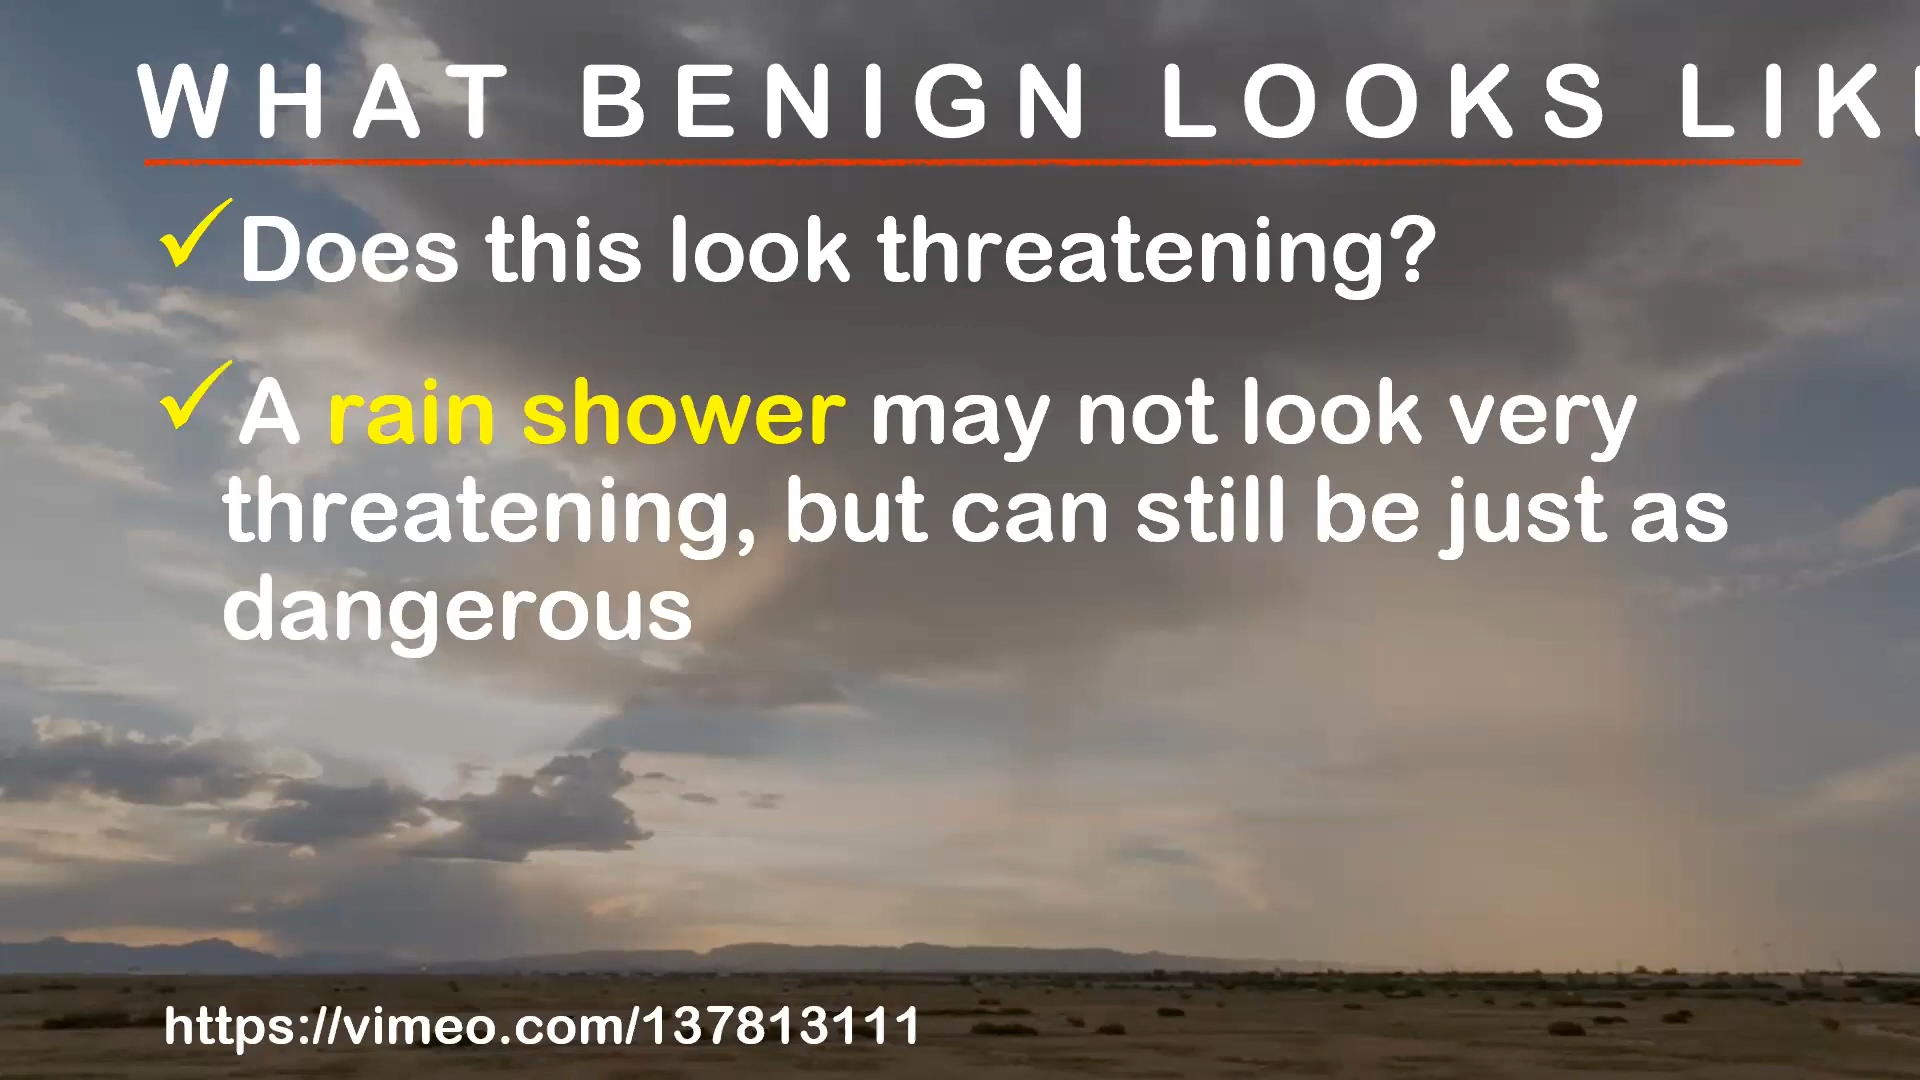 WHAT BENIGN LOOKS LIK
Does this look threatening?
A rain shower may not look very
threatening, but can still be just as
dangerous
https://vimeo.com/137813111